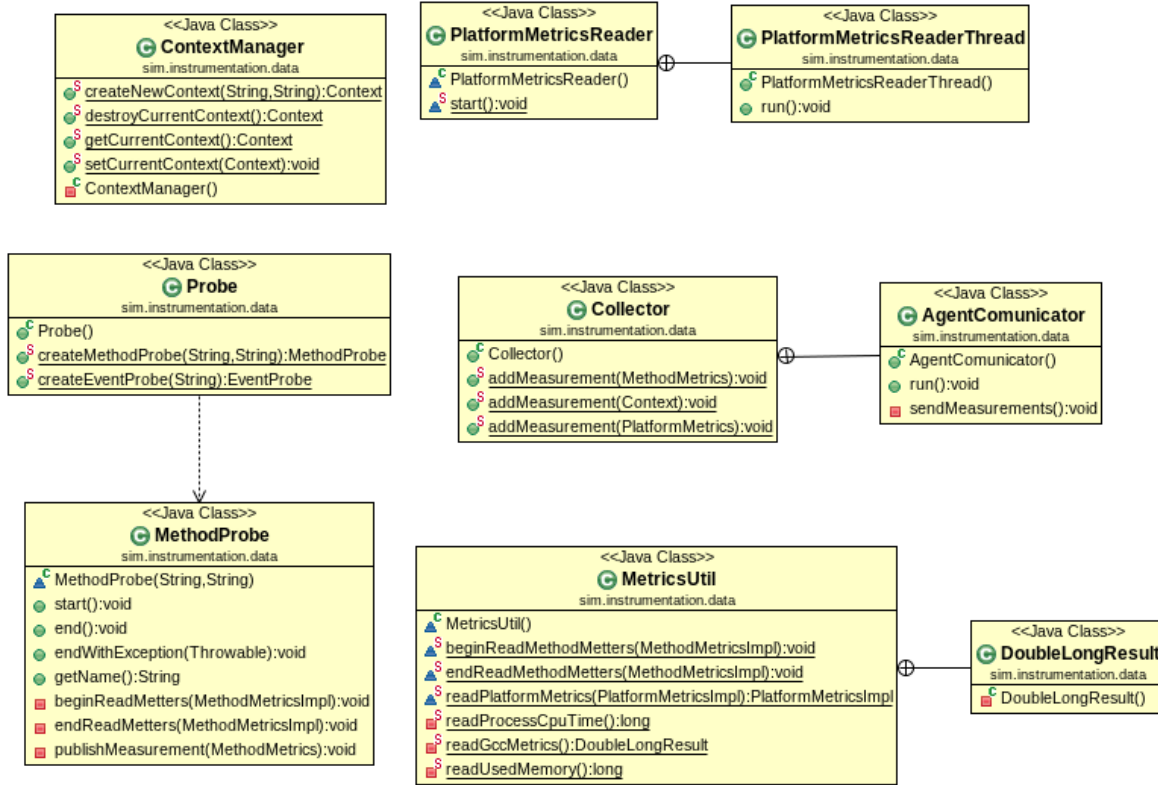 <<Java Class>>
ContextManager
sim.instrumentation.data
createNewContext(String,String):Context
destroyCurrentContext():Context
getCurrentContext():Context
setCurrentContext(Context):void
ContextManager()
<<Java Class>>
PlatformMetricsReader
sim.instrumentation.data
PlatformMetricsReader()
start():void
<<Java Class>>
PlatformMetricsReaderThread
sim.instrumentation.data
PlatformMetricsReaderThread()
run():void
<<Java Class>>
Probe
sim.instrumentation.data
Probe()
createMethodProbe(String,String):MethodProbe
createEventProbe(String):EventProbe
<<Java Class>>
Collector
sim.instrumentation.data
Collector()
addMeasurement(MethodMetrics):void
addMeasurement(Context):void
addMeasurement(PlatformMetrics):void
<<Java Class>>
AgentComunicator
sim.instrumentation.data
AgentComunicator()
run():void
sendMeasurements():void
<<Java Class>>
MethodProbe
sim.instrumentation.data
MethodProbe(String,String)
start():void
end():void
endWithException(Throwable):void
getName():String
beginReadMetters(MethodMetricsImpl):void
endReadMetters(MethodMetricsImpl):void
publishMeasurement(MethodMetrics):void
<<Java Class>>
MetricsUtil
sim.instrumentation.data
MetricsUtil()
beginReadMethodMetters(MethodMetricsImpl):void
endReadMethodMetters(MethodMetricsImpl):void
readPlatformMetrics(PlatformMetricsImpl):PlatformMetricsImpl
readProcessCpuTime():long
readGccMetrics():DoubleLongResult
readUsedMemory():long
<<Java Class>>
DoubleLongResult
sim.instrumentation.data
DoubleLongResult()